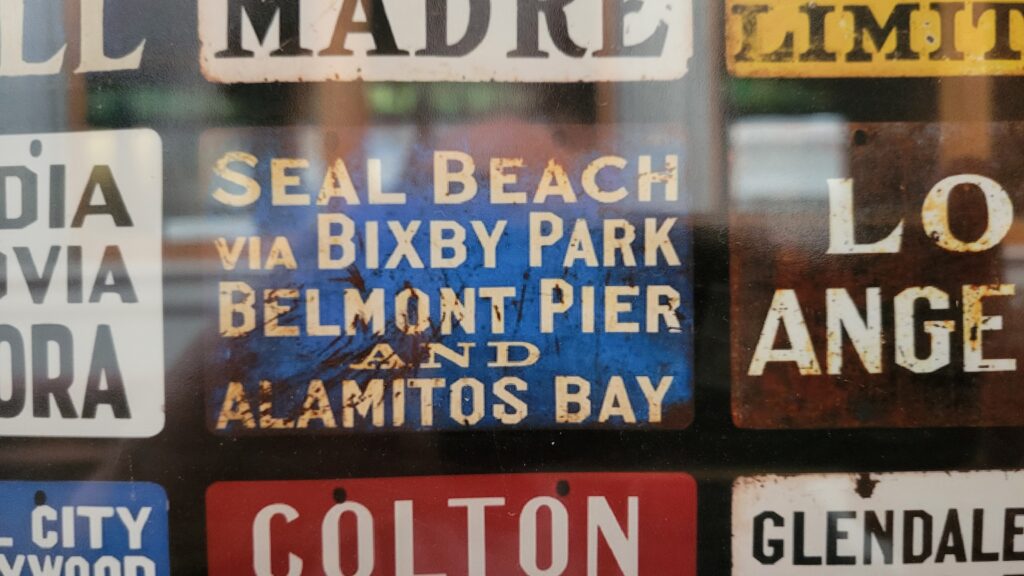 MADRE
LIMIT
DIA
OVIA
ORA
SEAL BEACH
VIA BIXBY PARK
BELMONT PIER
AND
ALAMITOS BAY
LO
ANGE
L CITY
YWOOD
COLTON
GLENDALE